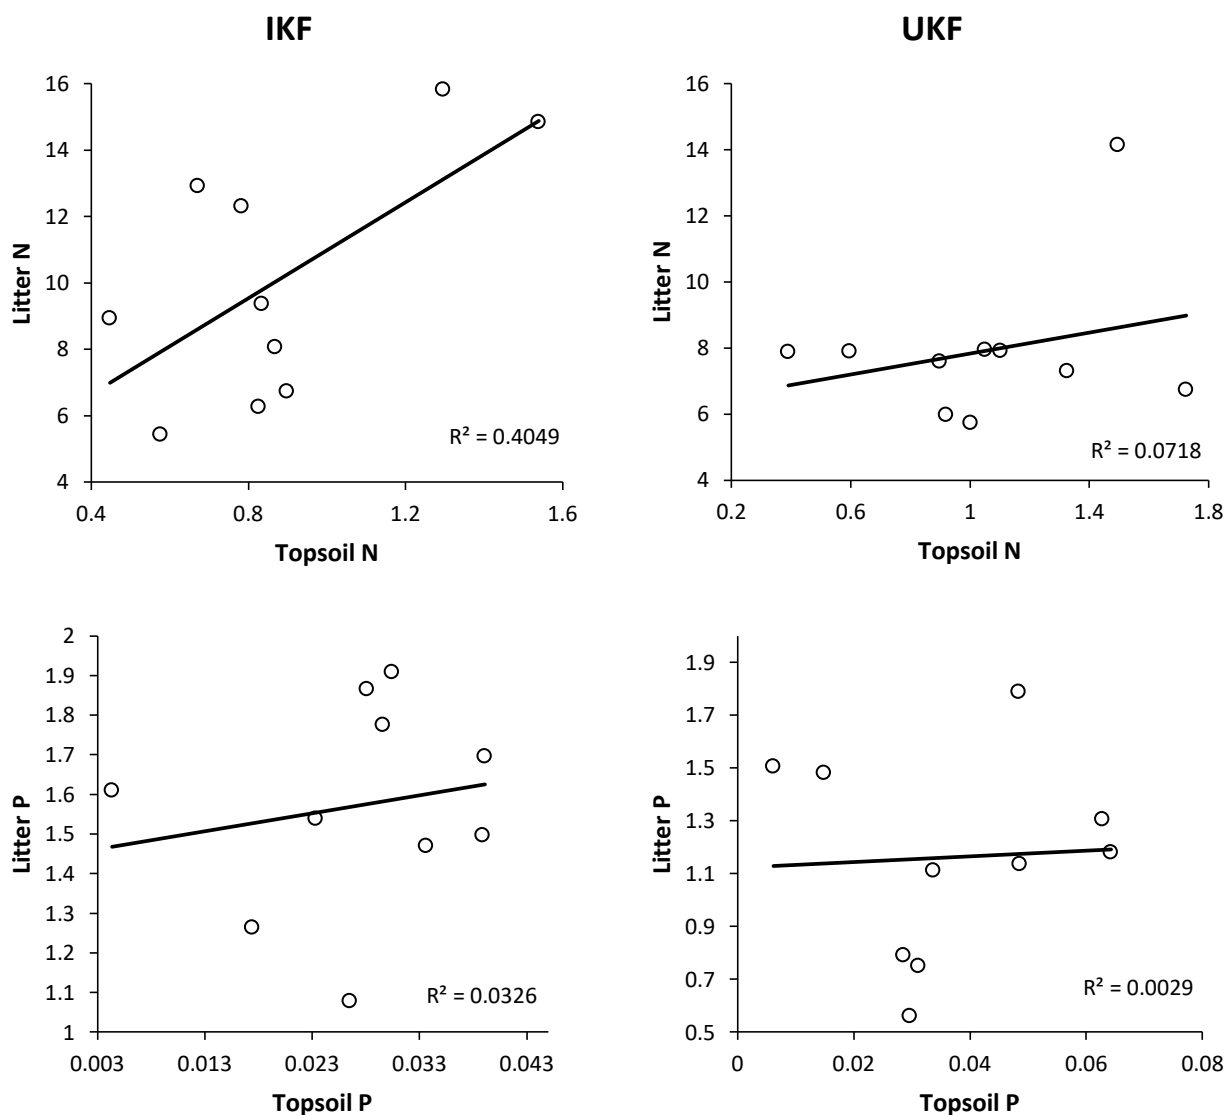 IKF
UKF
16
14
12
10
8
6
4
Litter N
R² = 0.4049
0.4 0.8 1.2 1.6
Topsoil N
16
14
12
10
8
6
4
Litter N
R² = 0.0718
0.2 0.6 1 1.4 1.8
Topsoil N
2
1.9
1.8
1.7
1.6
1.5
1.4
1.3
1.2
1.1
1
Litter P
R² = 0.0326
0.003 0.013 0.023 0.033 0.043
Topsoil P
1.9
1.7
1.5
1.3
1.1
0.9
0.7
0.5
Litter P
R² = 0.0029
0 0.02 0.04 0.06 0.08
Topsoil P